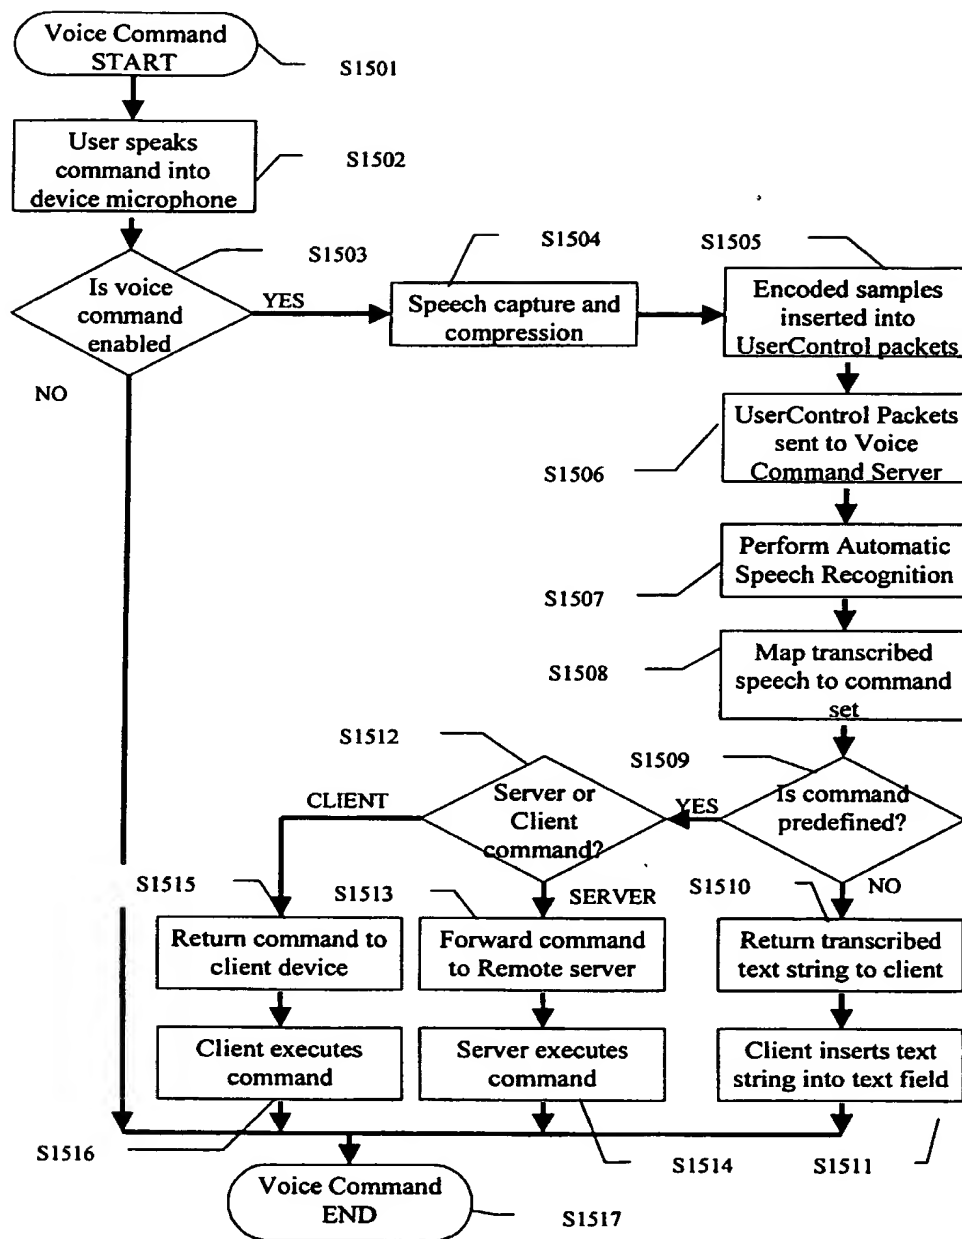 Voice Command
START
S1501
User speaks
command into
device microphone
S1502
S1503
Is voice
command
enabled
YES
NO
S1504
Speech capture and
compression
S1505
Encoded samples
inserted into
UserControl packets
UserControl Packets
sent to Voice
Command Server
S1506
Perform Automatic
Speech Recognition
S1507
Map transcribed
speech to command
set
S1508
S1509
Is command
predefined?
YES
NO
S1512
Server or
Client
command?
CLIENT
SERVER
S1515
Return command to
client device
S1513
Forward command
to Remote server
S1510
Return transcribed
text string to client
Client executes
command
S1516
Server executes
command
S1514
Client inserts text
string into text field
S1511
Voice Command
END
S1517